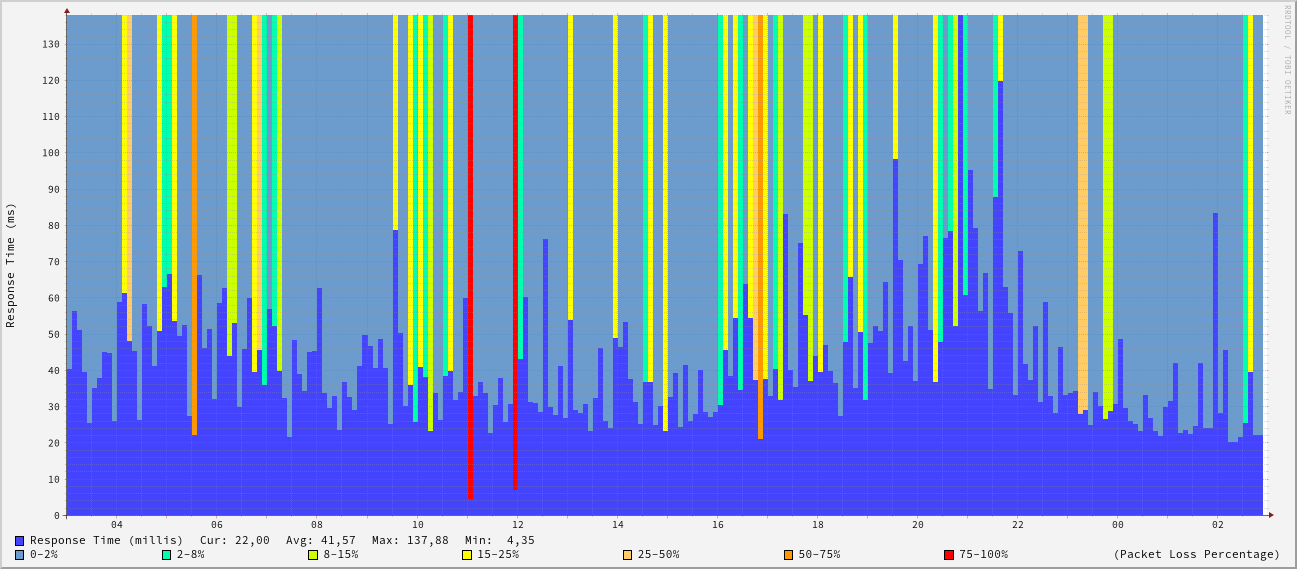 RRDTOOL / TOBI OETIKER
Response Time (ms)
130
120
110
100
90
80
70
60
50
40
30
20
10
0
04 06 08 10 12 14 16 18 20 22 00 02
Response Time (millis) Cur: 22,00 Avg: 41,57 Max: 137,88 Min: 4,35
0-2% 2-8% 8-15% 15-25% 25-50% 50-75% 75-100% (Packet Loss Percentage)